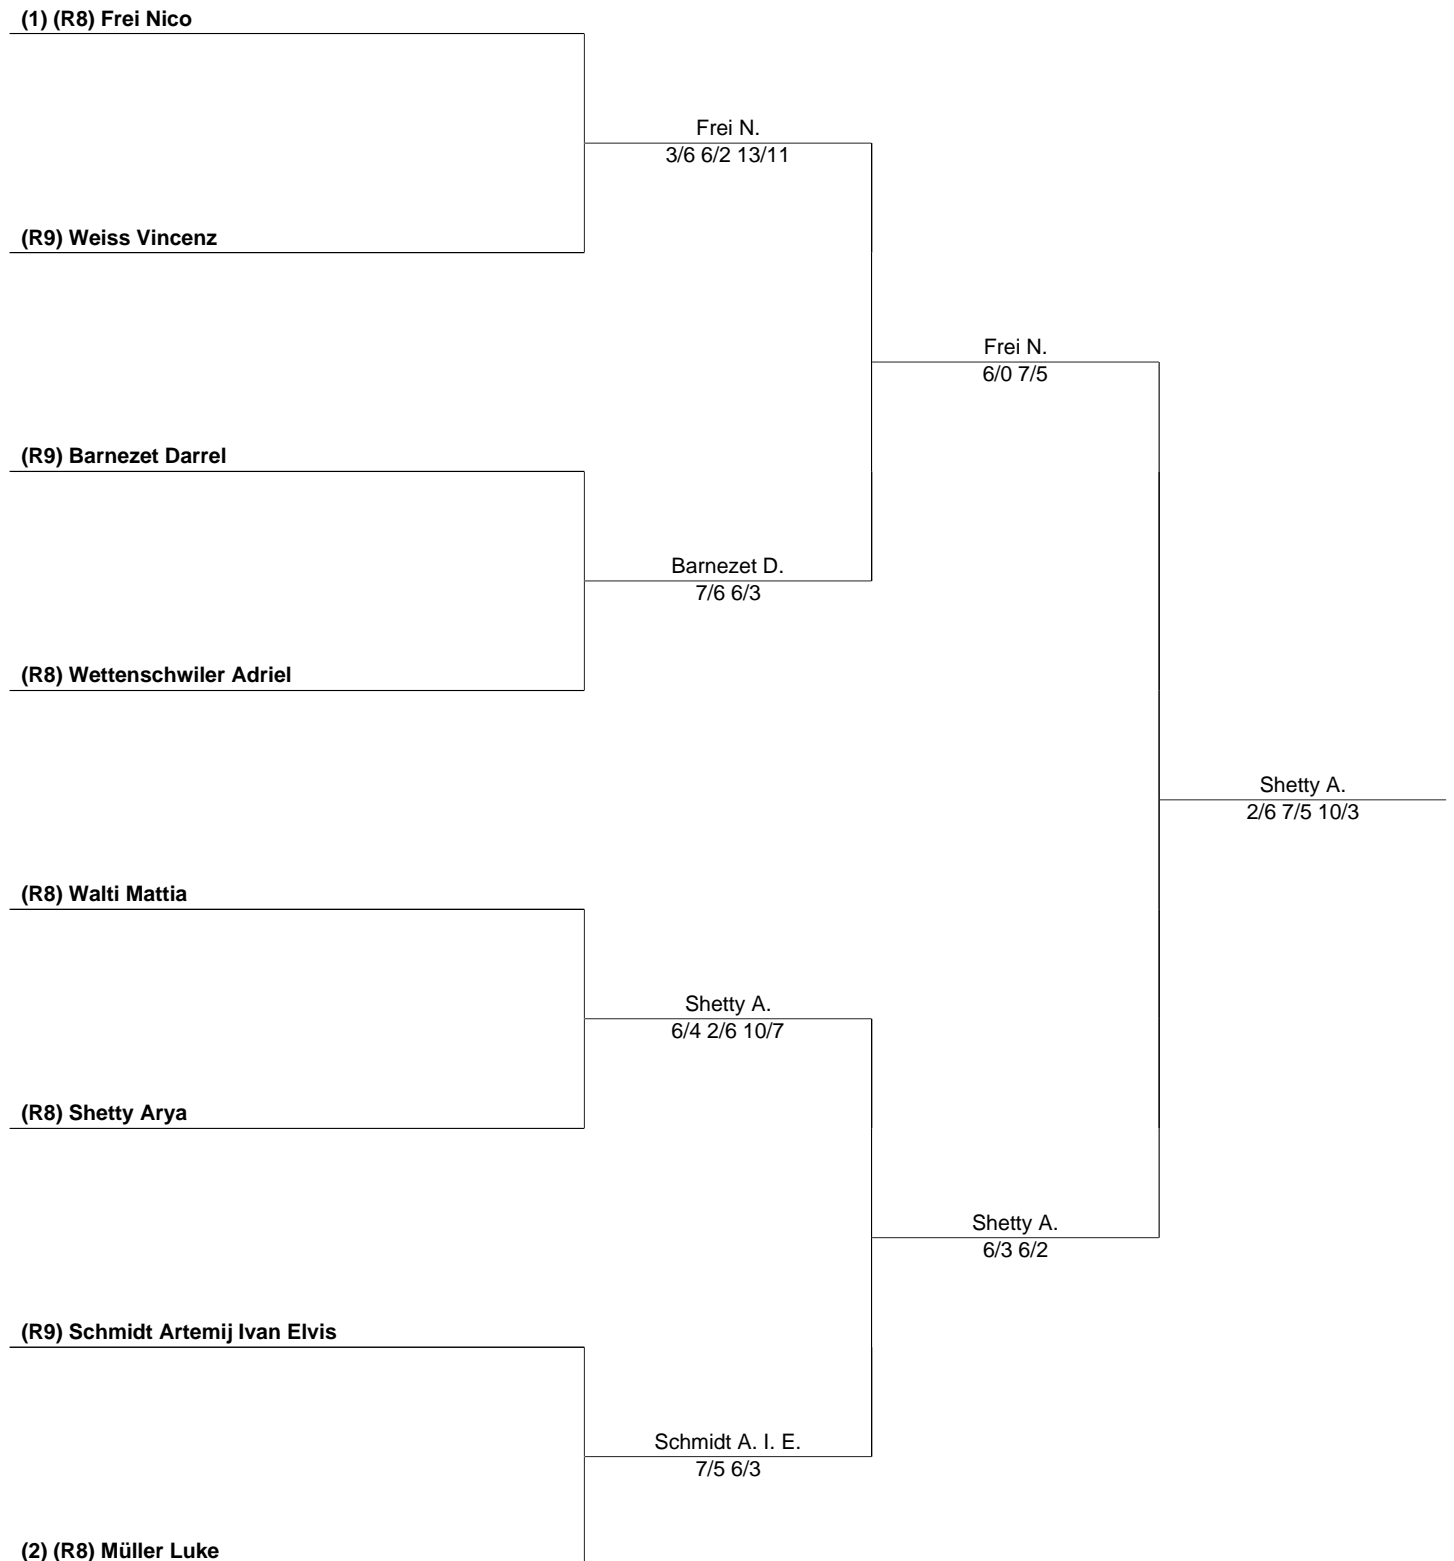 (1) (R8) Frei Nico
Frei N.
3/6 6/2 13/11
(R9) Weiss Vincenz
Frei N.
6/0 7/5
(R9) Barnezet Darrel
Barnezet D.
7/6 6/3
(R8) Wettenschwiler Adriel
Shetty A.
2/6 7/5 10/3
(R8) Walti Mattia
Shetty A.
6/4 2/6 10/7
(R8) Shetty Arya
Shetty A.
6/3 6/2
(R9) Schmidt Artemij Ivan Elvis
Schmidt A. I. E.
7/5 6/3
(2) (R8) Müller Luke